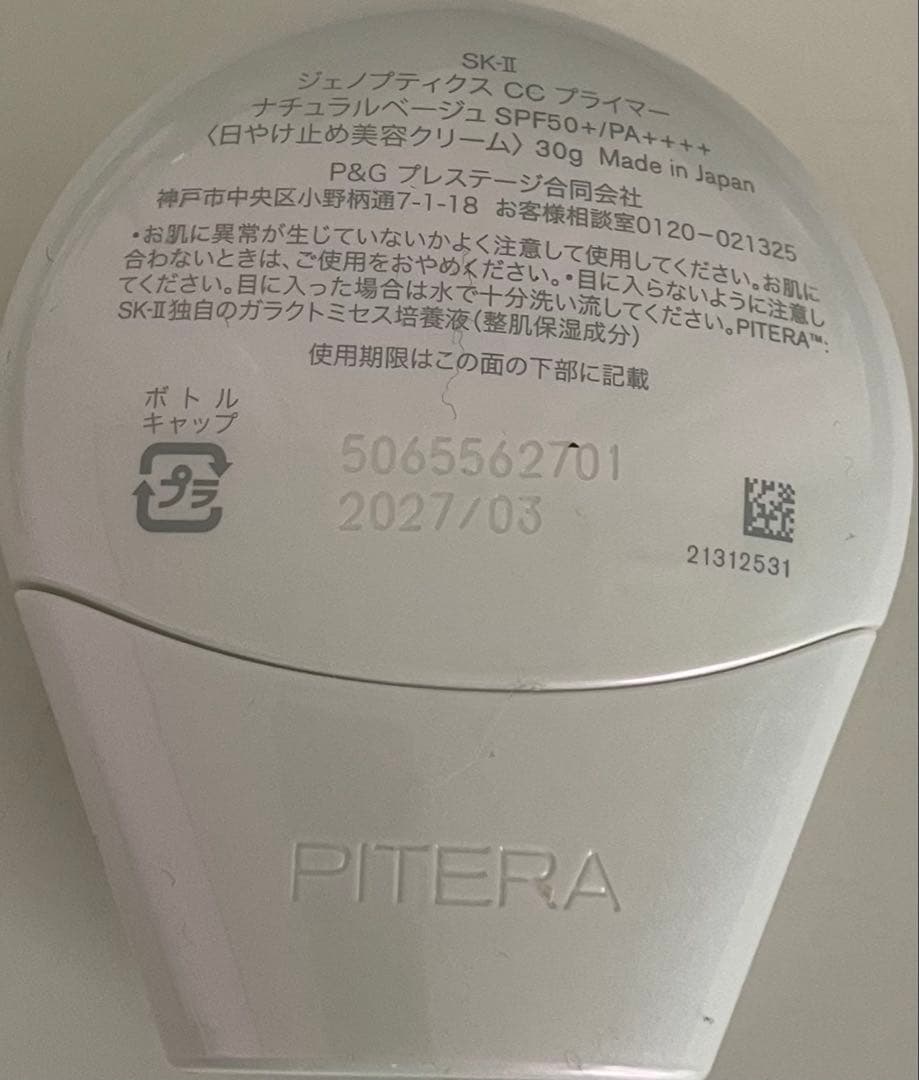 SK-II
ジェノプティクス CC プライマー
ナチュラルベージュ SPF50+/PA++++
〈日やけ止め美容クリーム〉 30g Made in Japan
P&G プレステージ合同会社
神戸市中央区小野柄通7-1-18 お客様相談室0120-021325
・お肌に異常が生じていないかよく注意して使用してください。お肌に
合わないときは、ご使用をおやめください。・目に入らないように注意し
てください。目に入った場合は水で十分洗い流してください。PITERA™:
SK-II独自のガラクトミセス培養液(整肌保湿成分)
使用期限はこの面の下部に記載
ボトル
キャップ
プラ
5065562701
2027/03
21312531
PITERA